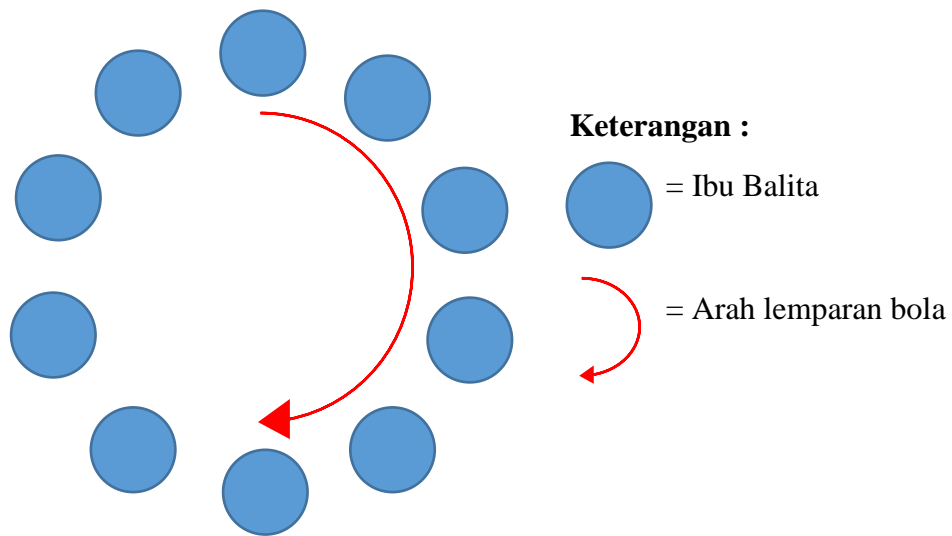 Keterangan :
= Ibu Balita
= Arah lemparan bola